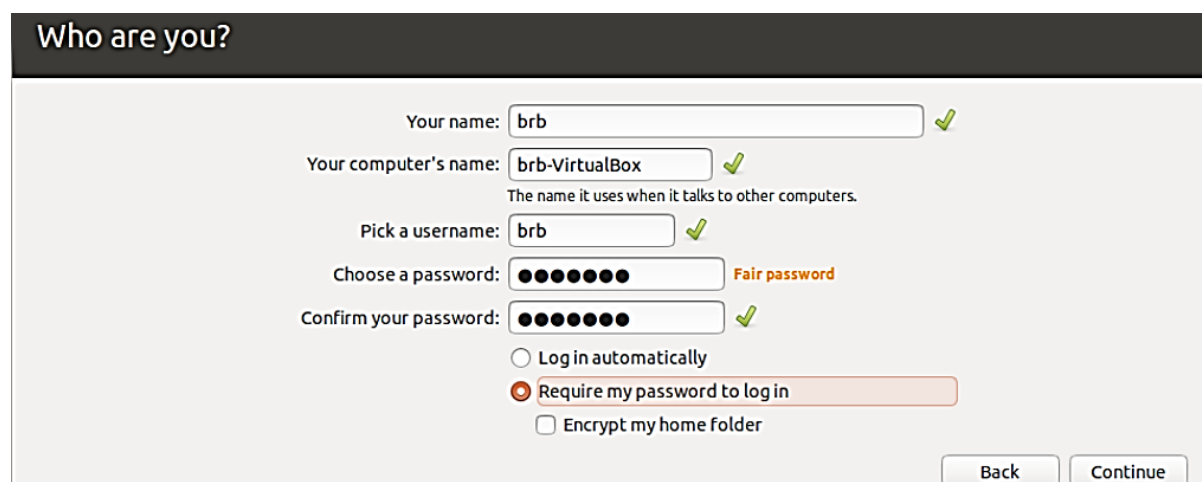 Who are you?
Your name: brb
Your computer's name: brb-VirtualBox
The name it uses when it talks to other computers.
Pick a username: brb
Choose a password: ●●●●●●● Fair password
Confirm your password: ●●●●●●●
Log in automatically
Require my password to log in
Encrypt my home folder
Back Continue